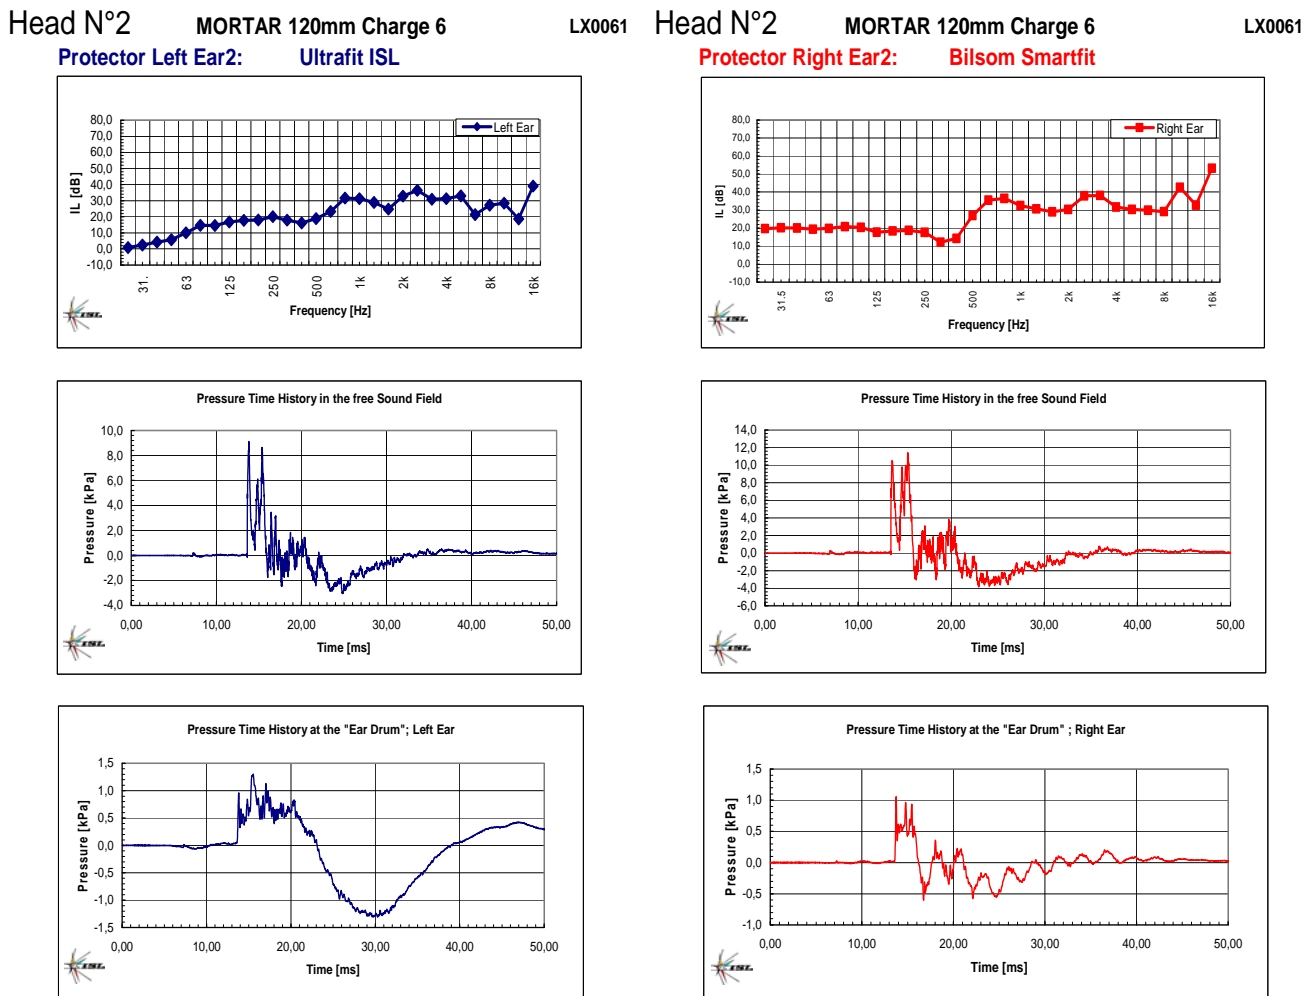 Head N°2 MORTAR 120mm Charge 6 LX0061
Protector Left Ear2: Ultrafit ISL
80,0
70,0
60,0
50,0
40,0
30,0
20,0
10,0
0,0
-10,0
IL [dB]
Left Ear
31. 63 125 250 500 1k 2k 4k 8k 16k
Frequency [Hz]
ISL
Pressure Time History in the free Sound Field
10,0
8,0
6,0
4,0
2,0
0,0
-2,0
-4,0
Pressure [kPa]
0,00 10,00 20,00 30,00 40,00 50,00
Time [ms]
ISL
Pressure Time History at the "Ear Drum"; Left Ear
1,5
1,0
0,5
0,0
-0,5
-1,0
-1,5
Pressure [kPa]
0,00 10,00 20,00 30,00 40,00 50,00
Time [ms]
ISL
Head N°2 MORTAR 120mm Charge 6 LX0061
Protector Right Ear2: Bilsom Smartfit
80,0
70,0
60,0
50,0
40,0
30,0
20,0
10,0
0,0
-10,0
IL [dB]
Right Ear
31.5 63 125 250 500 1k 2k 4k 8k 16k
Frequency [Hz]
ISL
Pressure Time History in the free Sound Field
14,0
12,0
10,0
8,0
6,0
4,0
2,0
0,0
-2,0
-4,0
-6,0
Pressure [kPa]
0,00 10,00 20,00 30,00 40,00 50,00
Time [ms]
ISL
Pressure Time History at the "Ear Drum" ; Right Ear
1,5
1,0
0,5
0,0
-0,5
-1,0
Pressure [kPa]
0,00 10,00 20,00 30,00 40,00 50,00
Time [ms]
ISL